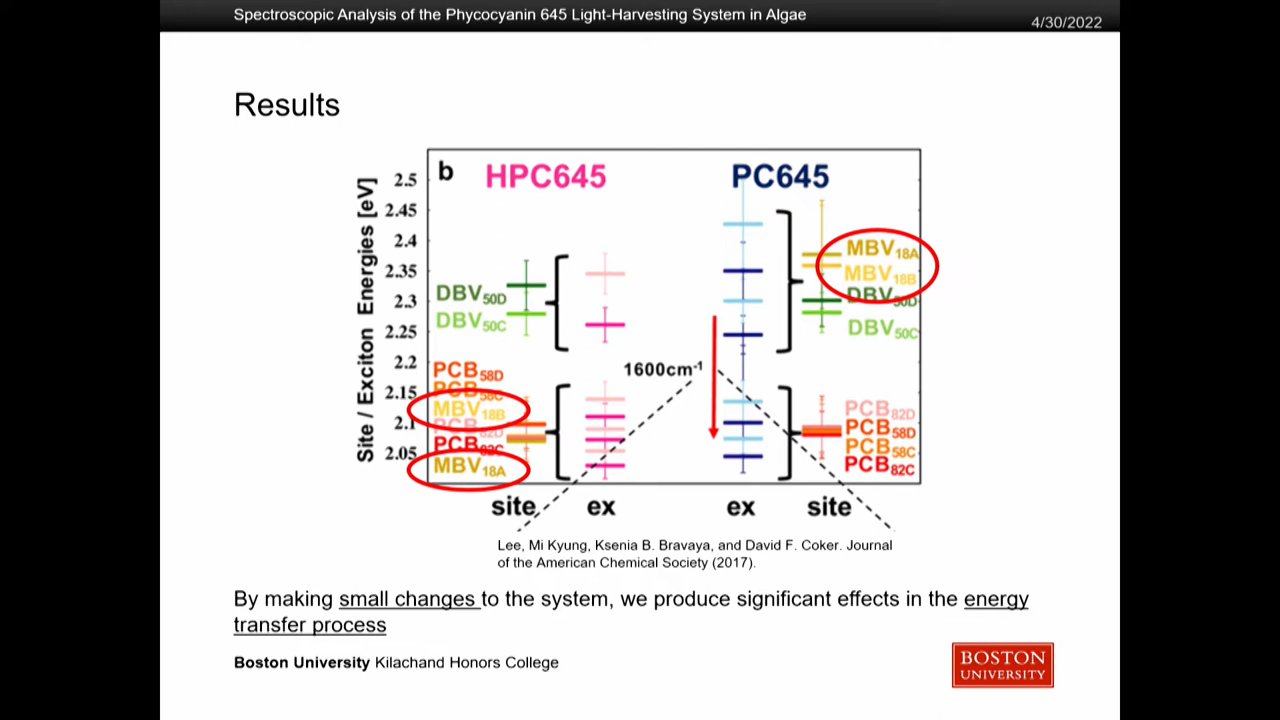 Spectroscopic Analysis of the Phycocyanin 645 Light-Harvesting System in Algae
4/30/2022
Results
b HPC645 PC645
Site / Exciton Energies [eV]
2.5
2.45
2.4
2.35
2.3
2.25
2.2
2.15
2.1
2.05
DBV50D
DBV50C
PCB58D
PCB58C
MBV18B
PCB82D
PCB82C
MBV18A
1600cm-1
MBV18A
MBV18B
DBV50D
DBV50C
PCB82D
PCB58D
PCB58C
PCB82C
site ex ex site
Lee, Mi Kyung, Ksenia B. Bravaya, and David F. Coker. Journal
of the American Chemical Society (2017).
By making small changes to the system, we produce significant effects in the energy
transfer process
Boston University Kilachand Honors College
BOSTON
UNIVERSITY